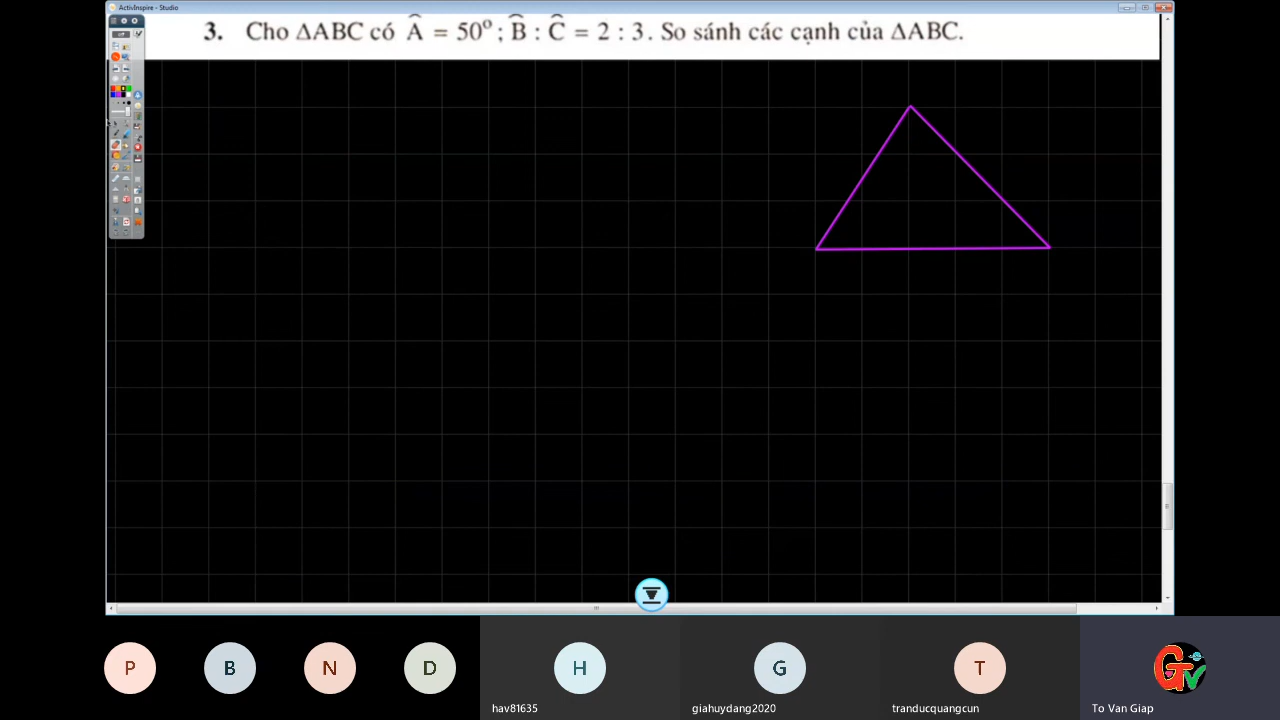 ActivInspire - Studio
3. Cho ΔABC có Â = 50° ; B̂ : Ĉ = 2 : 3. So sánh các cạnh của ΔABC.
P B N D H G T GTV
hav81635 giahuydang2020 tranducquangcun To Van Giap